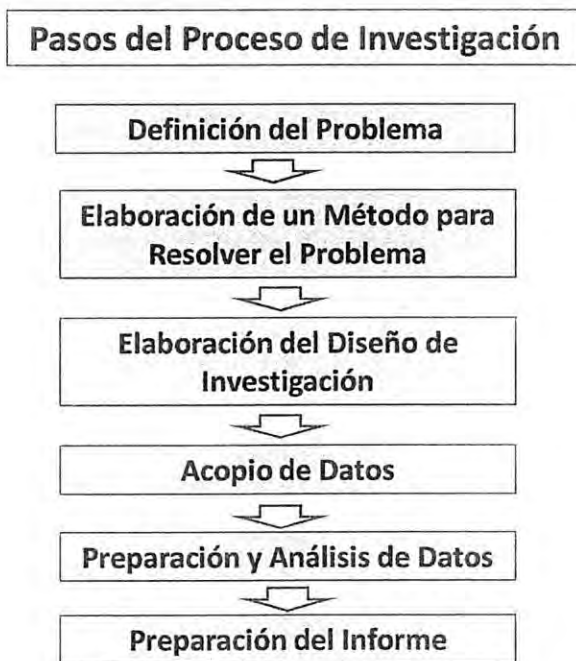 Pasos del Proceso de Investigación
Definición del Problema
Elaboración de un Método para
Resolver el Problema
Elaboración del Diseño de
Investigación
Acopio de Datos
Preparación y Análisis de Datos
Preparación del Informe